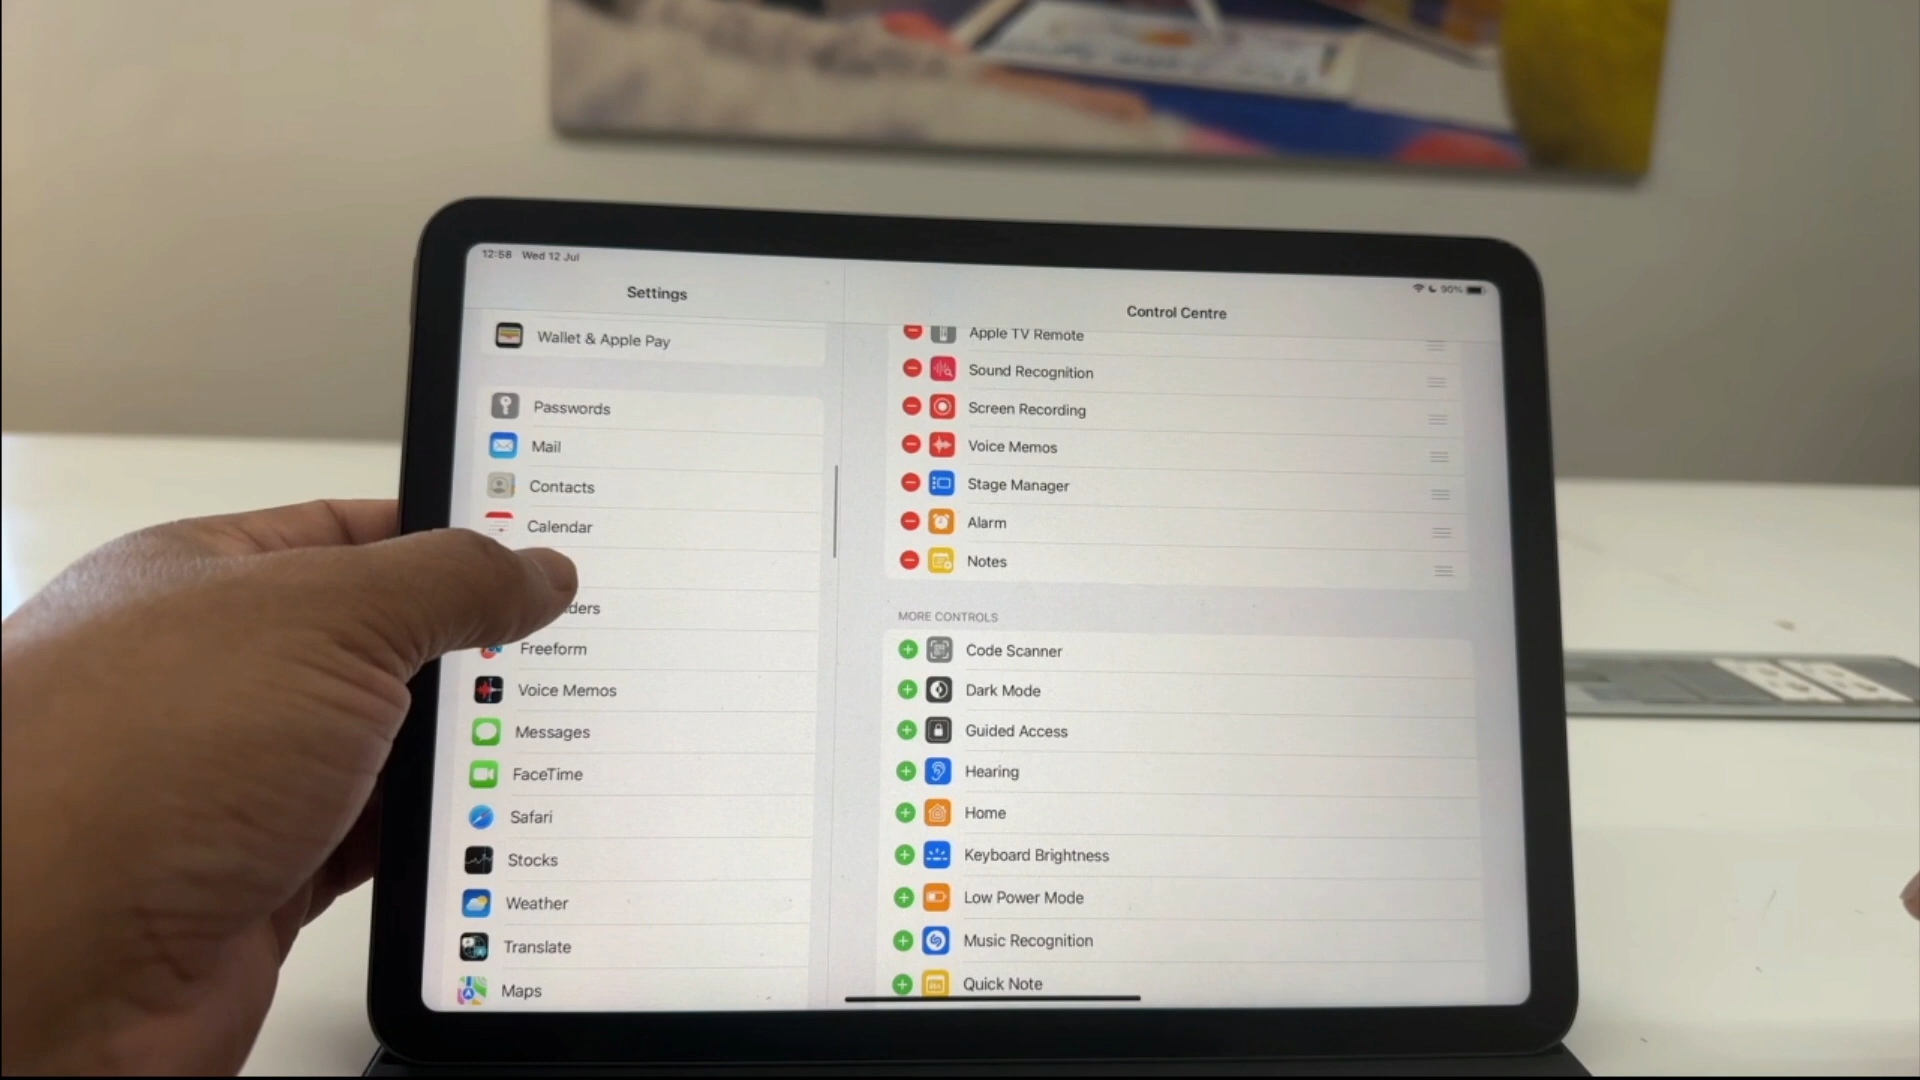 12:58 Wed 12 Jul
90%
Settings
Wallet & Apple Pay
Passwords
Mail
Contacts
Calendar
ders
Freeform
Voice Memos
Messages
FaceTime
Safari
Stocks
Weather
Translate
Maps
Control Centre
Apple TV Remote
Sound Recognition
Screen Recording
Voice Memos
Stage Manager
Alarm
Notes
MORE CONTROLS
Code Scanner
Dark Mode
Guided Access
Hearing
Home
Keyboard Brightness
Low Power Mode
Music Recognition
Quick Note